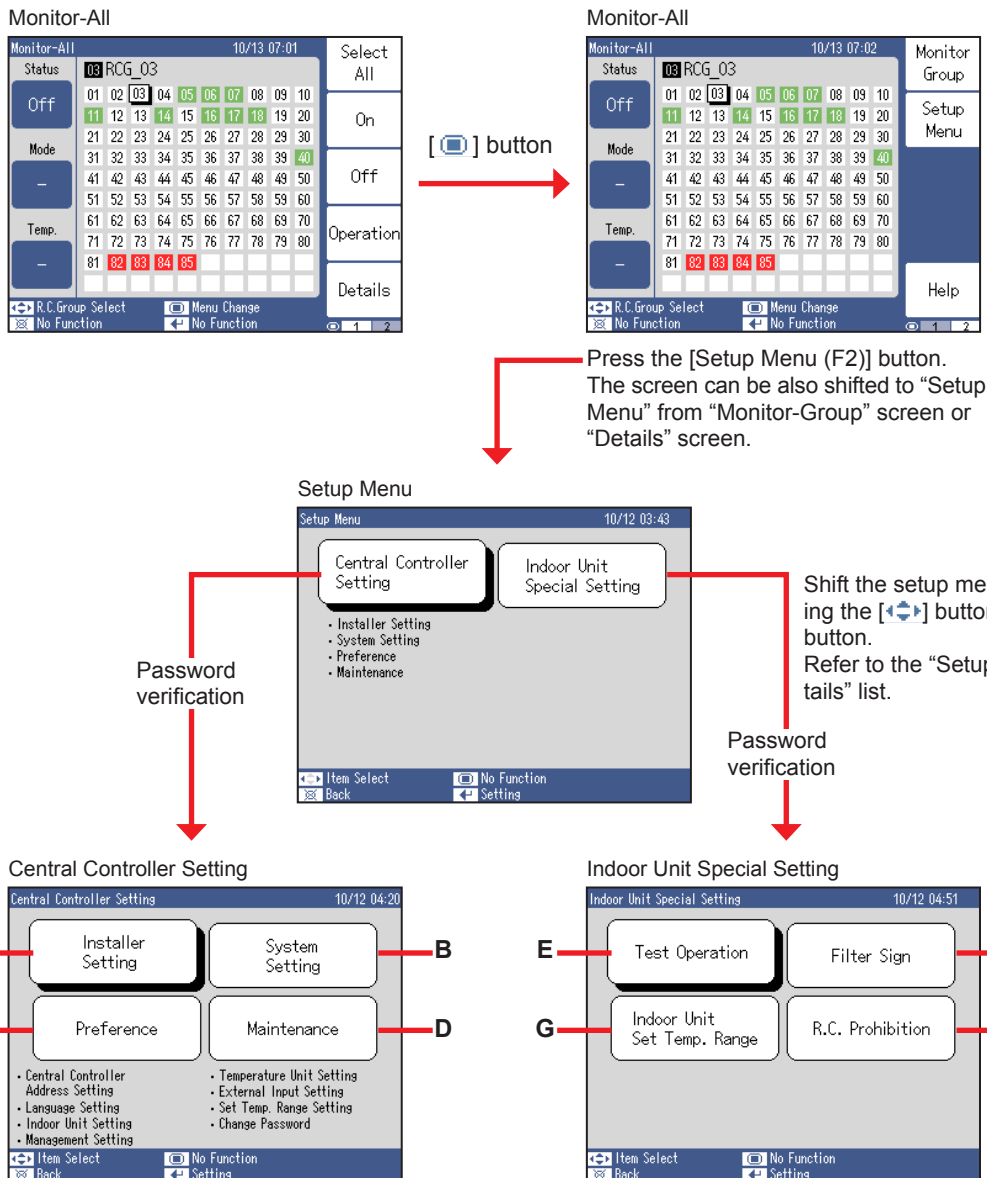 Monitor-All
Monitor-All 10/13 07:01
Select All
Status 03 RCG_03
01 02 03 04 05 06 07 08 09 10
Off
11 12 13 14 15 16 17 18 19 20
On
21 22 23 24 25 26 27 28 29 30
Mode
31 32 33 34 35 36 37 38 39 40
–
41 42 43 44 45 46 47 48 49 50
Off
51 52 53 54 55 56 57 58 59 60
61 62 63 64 65 66 67 68 69 70
Temp.
71 72 73 74 75 76 77 78 79 80
Operation
–
81 82 83 84 85
Details
R.C.Group Select Menu Change
No Function No Function 1 2
[ ] button
Monitor-All
Monitor-All 10/13 07:02
Monitor Group
Status 03 RCG_03
01 02 03 04 05 06 07 08 09 10
Off
11 12 13 14 15 16 17 18 19 20
Setup Menu
21 22 23 24 25 26 27 28 29 30
Mode
31 32 33 34 35 36 37 38 39 40
–
41 42 43 44 45 46 47 48 49 50
51 52 53 54 55 56 57 58 59 60
61 62 63 64 65 66 67 68 69 70
Temp.
71 72 73 74 75 76 77 78 79 80
–
81 82 83 84 85
Help
R.C.Group Select Menu Change
No Function No Function 1 2
Press the [Setup Menu (F2)] button.
The screen can be also shifted to “Setup
Menu” from “Monitor-Group” screen or
“Details” screen.
Setup Menu
Setup Menu 10/12 03:43
Central Controller
Setting
Indoor Unit
Special Setting
• Installer Setting
• System Setting
• Preference
• Maintenance
Item Select No Function
Back Setting
Password
verification
Shift the setup me
ing the [ ] button
button.
Refer to the “Setup
tails” list.
Password
verification
Central Controller Setting
Central Controller Setting 10/12 04:20
Installer
Setting
System
Setting
B
Preference
Maintenance
D
• Central Controller
Address Setting
• Language Setting
• Indoor Unit Setting
• Management Setting
• Temperature Unit Setting
• External Input Setting
• Set Temp. Range Setting
• Change Password
Item Select No Function
Back Setting
Indoor Unit Special Setting
Indoor Unit Special Setting 10/12 04:51
E
Test Operation
Filter Sign
G
Indoor Unit
Set Temp. Range
R.C. Prohibition
Item Select No Function
Back Setting